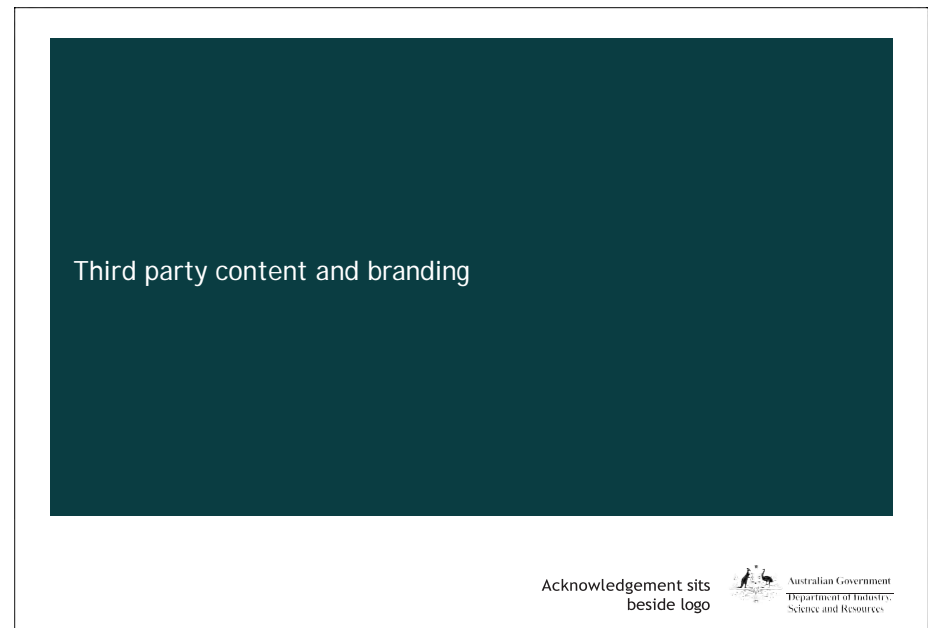 Third party content and branding
Acknowledgement sits
beside logo
Australian Government
Department of Industry,
Science and Resources